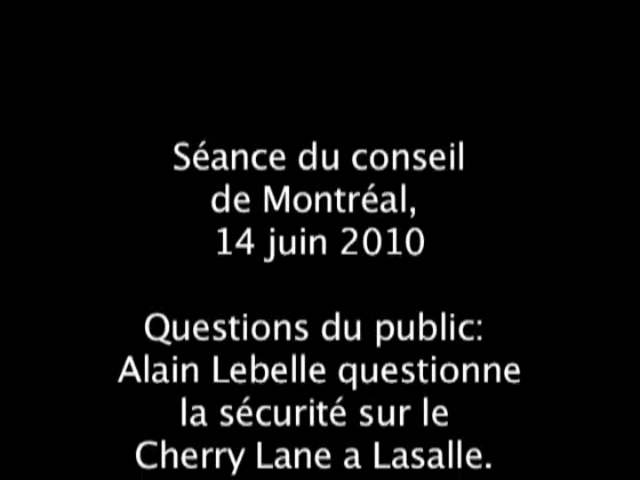 Séance du conseil
de Montréal,
14 juin 2010
Questions du public:
Alain Lebelle questionne
la sécurité sur le
Cherry Lane a Lasalle.